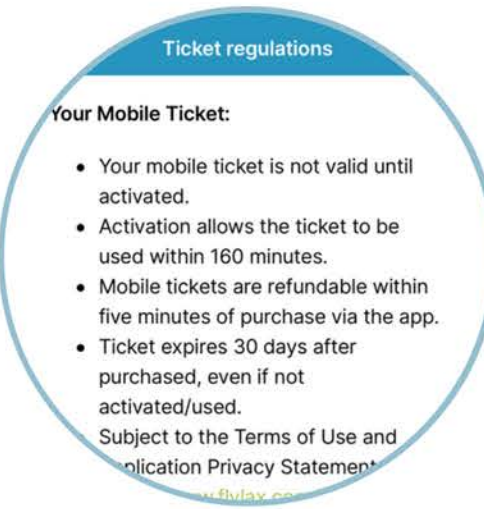 Ticket regulations
Your Mobile Ticket:
• Your mobile ticket is not valid until
activated.
• Activation allows the ticket to be
used within 160 minutes.
• Mobile tickets are refundable within
five minutes of purchase via the app.
• Ticket expires 30 days after
purchased, even if not
activated/used.
Subject to the Terms of Use and
Privacy Statement